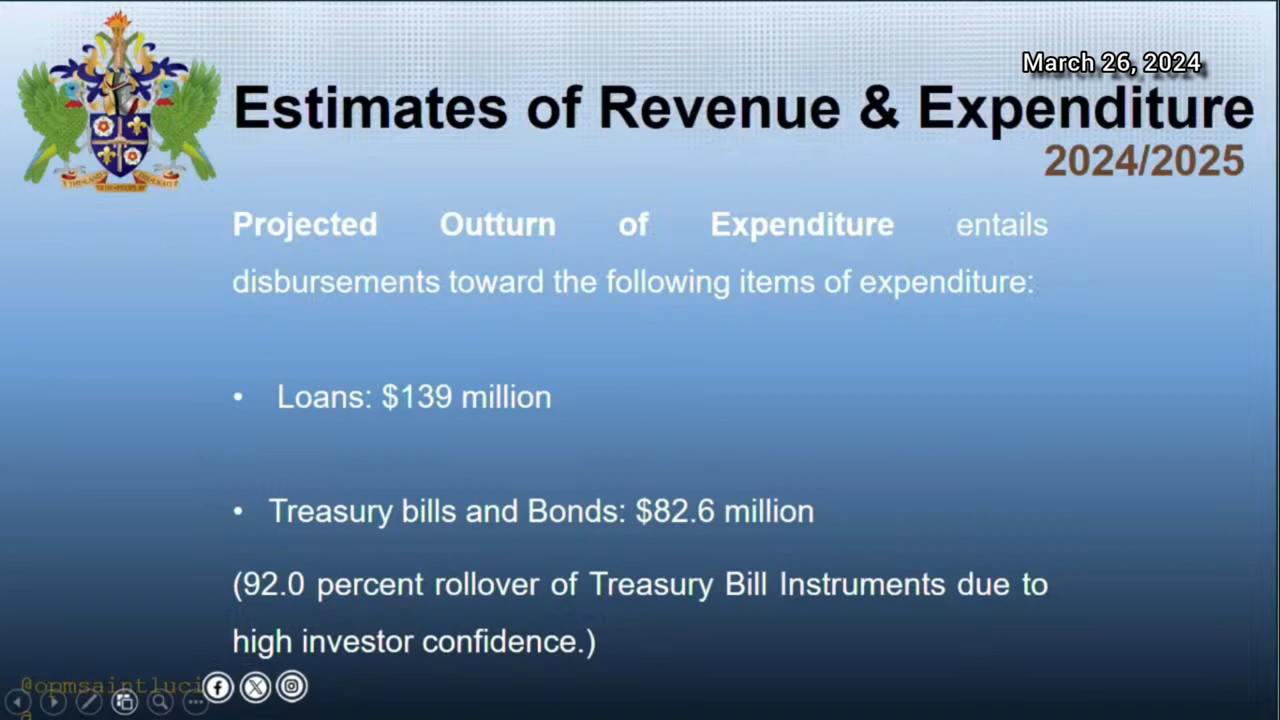 March 26, 2024
Estimates of Revenue & Expenditure
2024/2025
Projected Outturn of Expenditure entails
disbursements toward the following items of expenditure:
• Loans: $139 million
• Treasury bills and Bonds: $82.6 million
(92.0 percent rollover of Treasury Bill Instruments due to
high investor confidence.)
@opmsaintluci
a